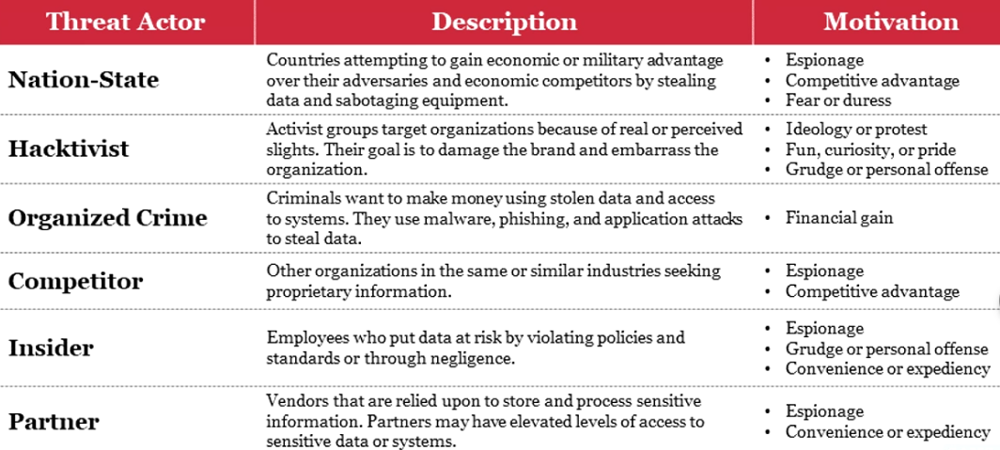 Threat Actor Description Motivation
Nation-State
Countries attempting to gain economic or military advantage
over their adversaries and economic competitors by stealing
data and sabotaging equipment.
• Espionage
• Competitive advantage
• Fear or duress
Hacktivist
Activist groups target organizations because of real or perceived
slights. Their goal is to damage the brand and embarrass the
organization.
• Ideology or protest
• Fun, curiosity, or pride
• Grudge or personal offense
Organized Crime
Criminals want to make money using stolen data and access
to systems. They use malware, phishing, and application attacks
to steal data.
• Financial gain
Competitor
Other organizations in the same or similar industries seeking
proprietary information.
• Espionage
• Competitive advantage
Insider
Employees who put data at risk by violating policies and
standards or through negligence.
• Espionage
• Grudge or personal offense
• Convenience or expediency
Partner
Vendors that are relied upon to store and process sensitive
information. Partners may have elevated levels of access to
sensitive data or systems.
• Espionage
• Convenience or expediency